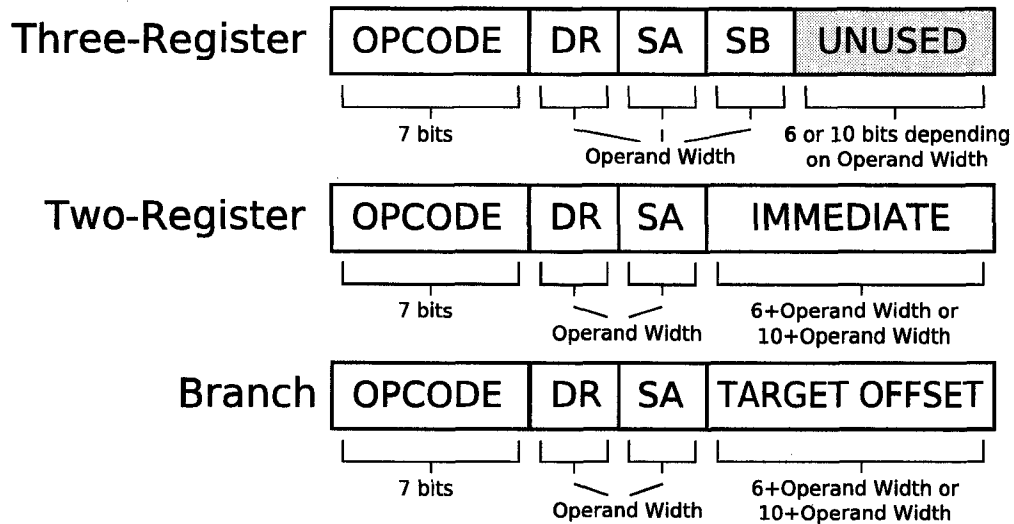 Three-Register OPCODE DR SA SB UNUSED
7 bits
Operand Width
6 or 10 bits depending
on Operand Width
Two-Register OPCODE DR SA IMMEDIATE
7 bits
Operand Width
6+Operand Width or
10+Operand Width
Branch OPCODE DR SA TARGET OFFSET
7 bits
Operand Width
6+Operand Width or
10+Operand Width